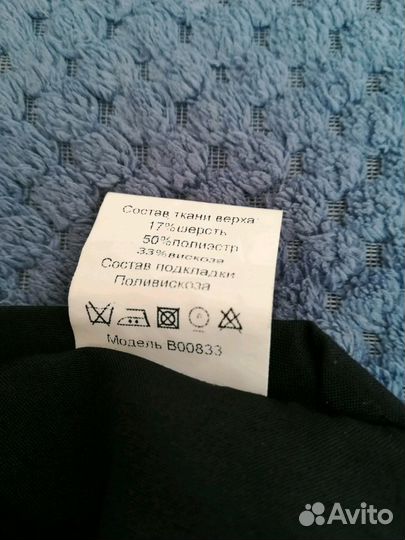 Состав ткани верха:
17%шерсть
50%полиэстр
33%вискоза
Состав подкладки
Поливискоза
Модель В00833
Avito